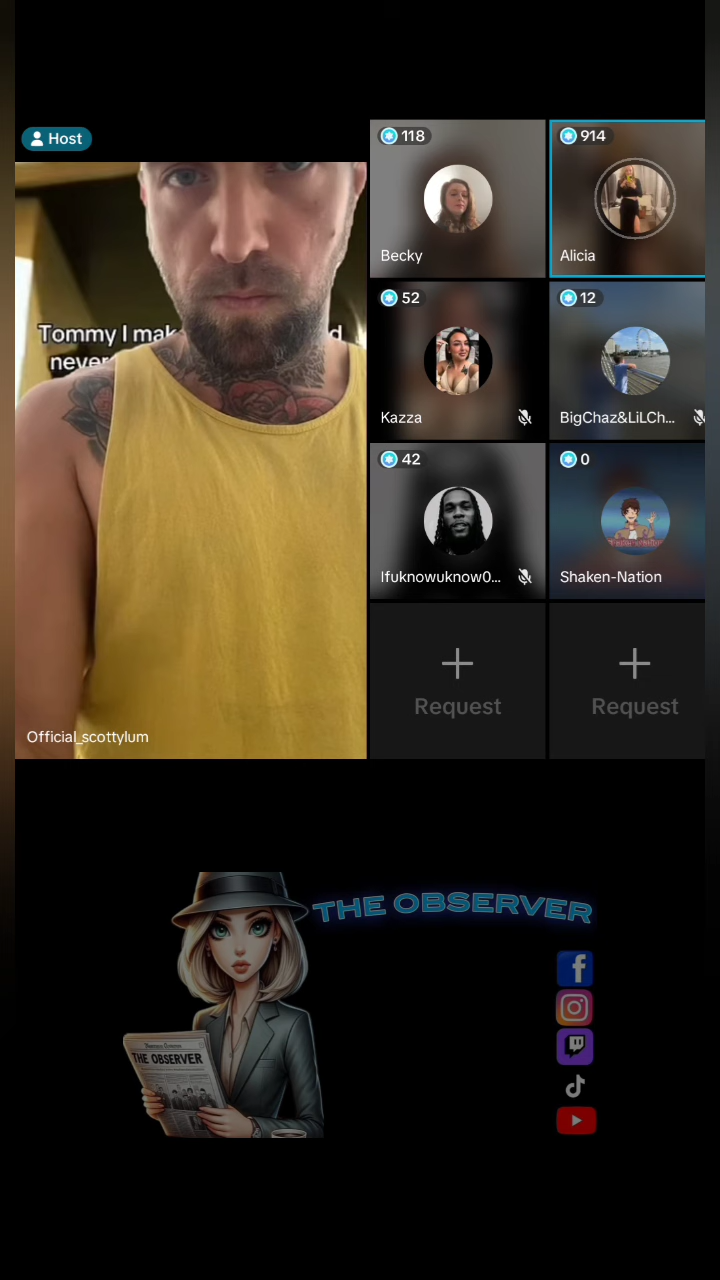 Host
Tommy I mak
d
never
Official_scottylum
118
Becky
914
Alicia
52
Kazza
12
BigChaz&LiLCh...
42
Ifuknowuknow0...
0
Shaken-Nation
+
Request
+
Request
THE OBSERVER
THE OBSERVER